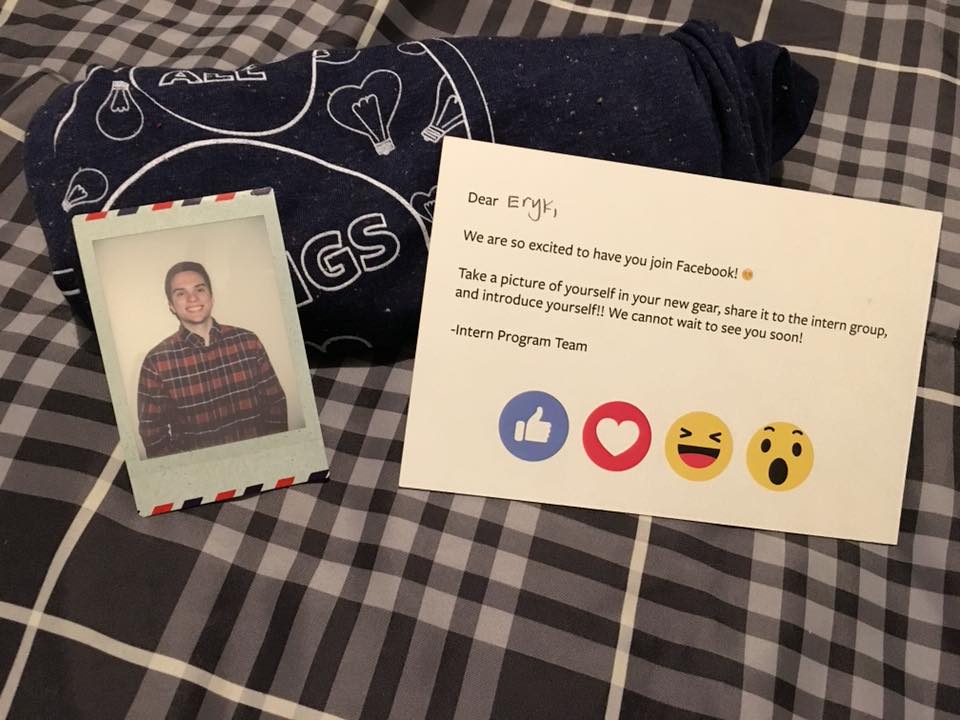 ALL
NGS
Dear Eryk,
We are so excited to have you join Facebook!
Take a picture of yourself in your new gear, share it to the intern group,
and introduce yourself!! We cannot wait to see you soon!
-Intern Program Team